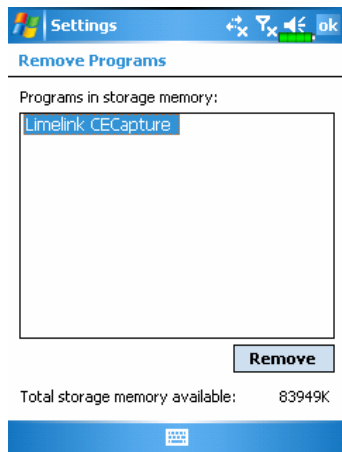 Settings ok
Remove Programs
Programs in storage memory:
Limelink CECapture
Remove
Total storage memory available: 83949K